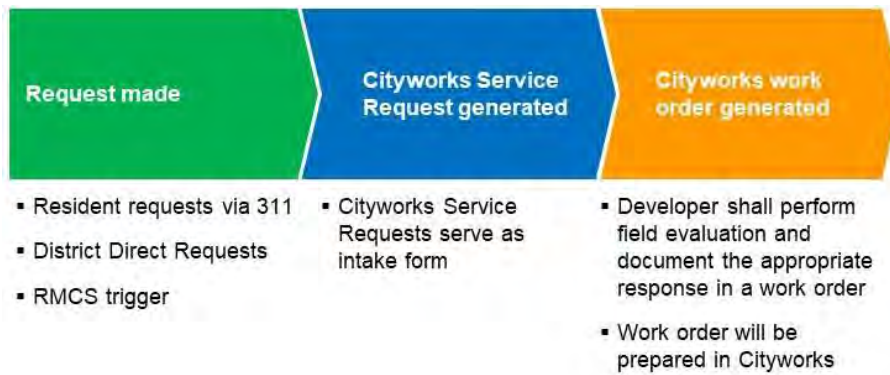 Request made
Cityworks Service
Request generated
Cityworks work
order generated
▪ Resident requests via 311
▪ District Direct Requests
▪ RMCS trigger
▪ Cityworks Service
Requests serve as
intake form
▪ Developer shall perform
field evaluation and
document the appropriate
response in a work order
▪ Work order will be
prepared in Cityworks